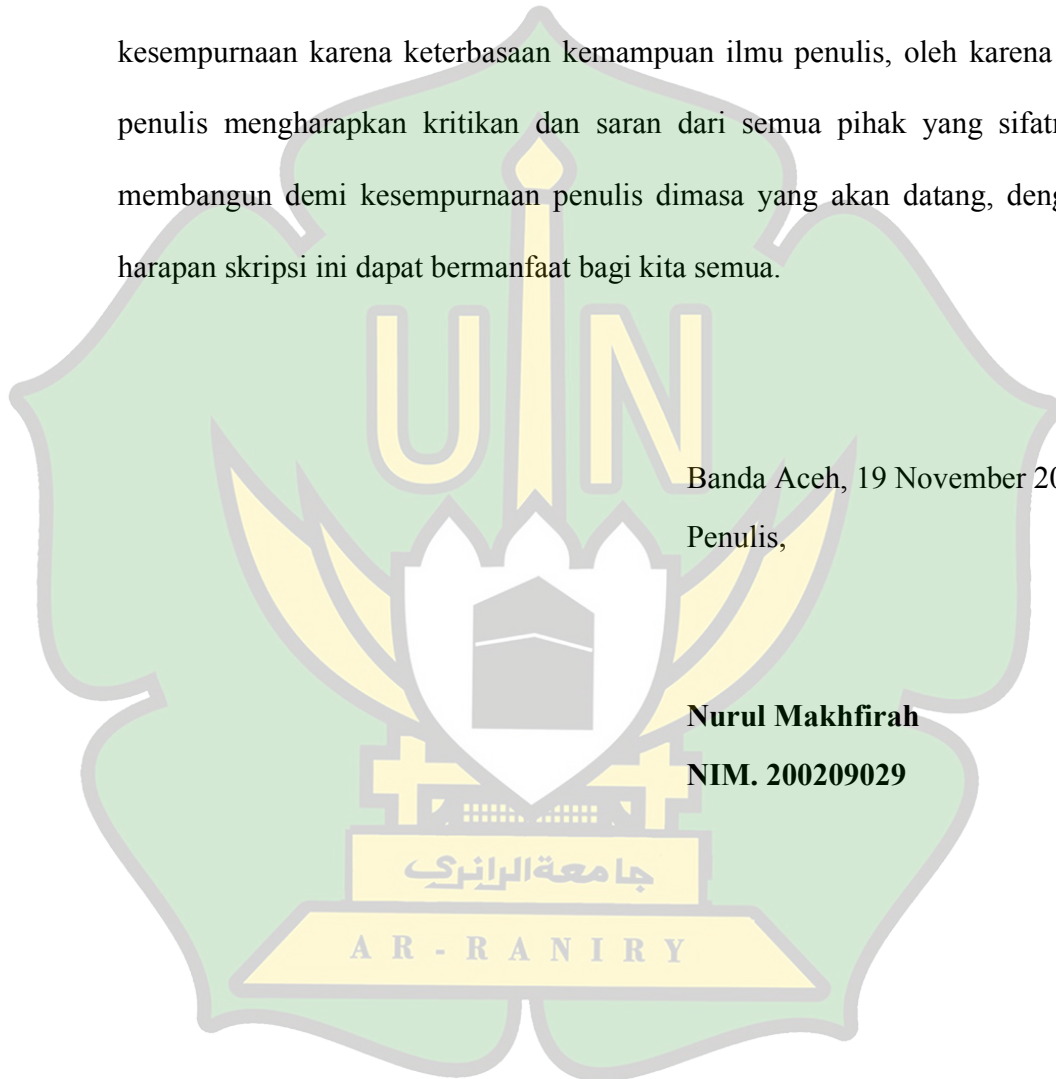 kesempurnaan karena keterbasaan kemampuan ilmu penulis, oleh karena
penulis mengharapkan kritikan dan saran dari semua pihak yang
membangun demi kesempurnaan penulis dimasa yang akan datang,
harapan skripsi ini dapat bermanfaat bagi kita semua.
UIN
Banda Aceh, 19 November
Penulis,
Nurul Makhfirah
NIM. 200209029
جامعة الرانري
AR-RANIRY